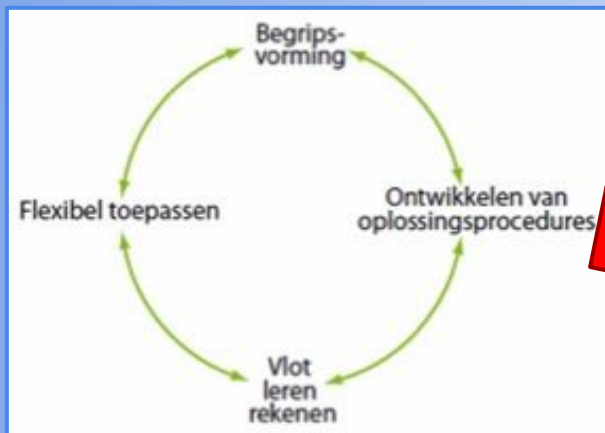 Begrips-
vorming
Flexibel toepassen
Ontwikkelen van
oplossingsprocedures
Vlot
leren
rekenen